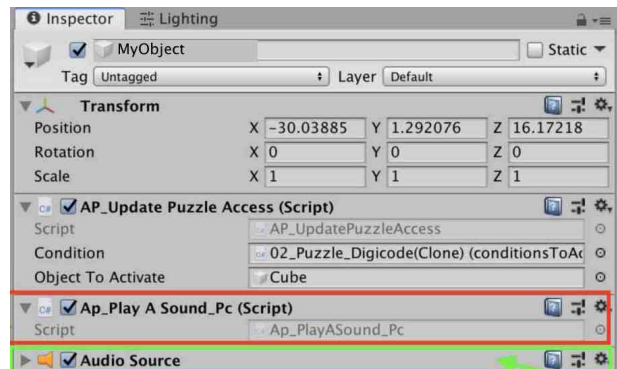 Inspector Lighting
MyObject Static
Tag Untagged Layer Default
Transform
Position X -30.03885 Y 1.292076 Z 16.17218
Rotation X 0 Y 0 Z 0
Scale X 1 Y 1 Z 1
AP_Update Puzzle Access (Script)
Script AP_UpdatePuzzleAccess
Condition 02_Puzzle_Digicode(Clone) (conditionsToAc
Object To Activate Cube
Ap_Play A Sound_Pc (Script)
Script Ap_PlayASound_Pc
Audio Source